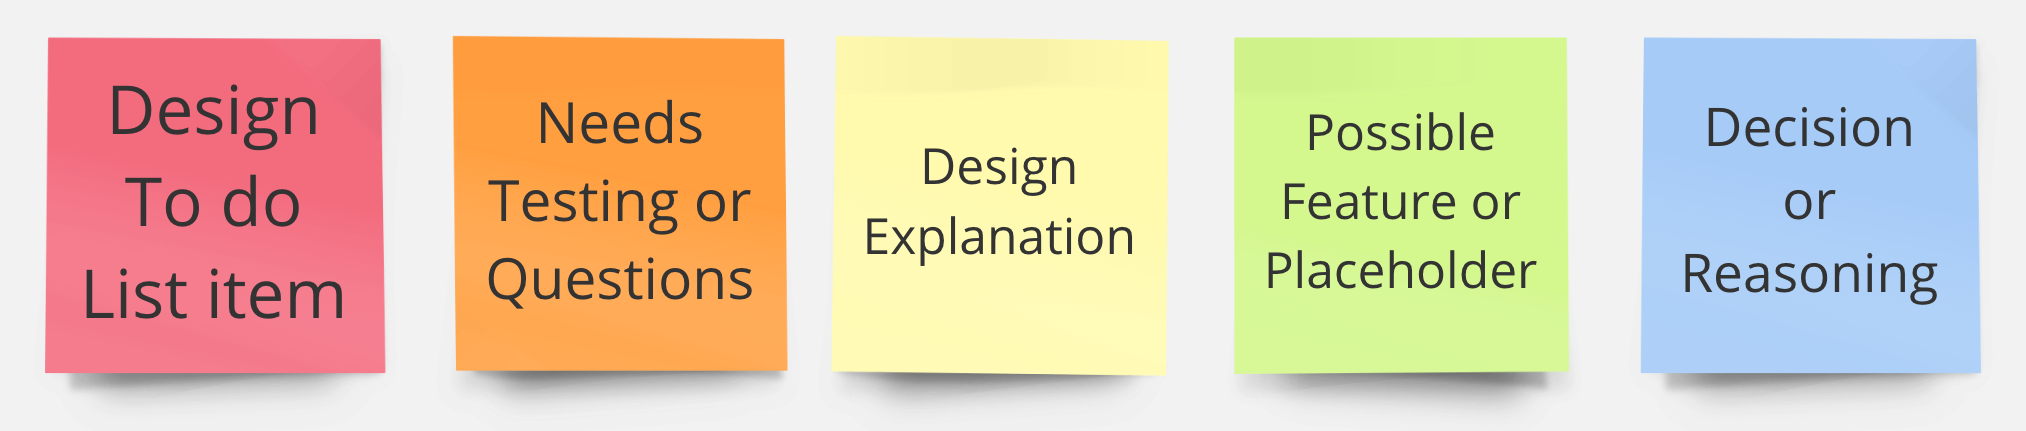 Design
To do
List item
Needs
Testing or
Questions
Design
Explanation
Possible
Feature or
Placeholder
Decision
or
Reasoning